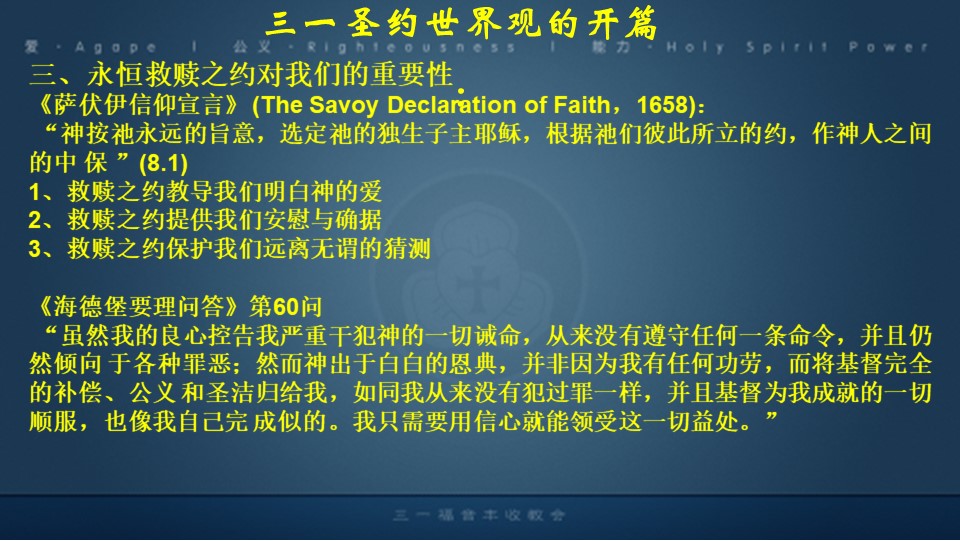 三一圣约世界观的开篇
爱 · Agape | 公义 · Righteousness | 能力 · Holy Spirit Power
三、永恒救赎之约对我们的重要性：
《萨伏伊信仰宣言》(The Savoy Declaration of Faith，1658)：
“神按祂永远的旨意，选定祂的独生子主耶稣，根据祂们彼此所立的约，作神人之间
的中 保 ”(8.1)
1、救赎之约教导我们明白神的爱
2、救赎之约提供我们安慰与确据
3、救赎之约保护我们远离无谓的猜测
《海德堡要理问答》第60问
“虽然我的良心控告我严重干犯神的一切诫命，从来没有遵守任何一条命令，并且仍
然倾向 于各种罪恶；然而神出于白白的恩典，并非因为我有任何功劳，而将基督完全
的补偿、公义 和圣洁归给我，如同我从来没有犯过罪一样，并且基督为我成就的一切
顺服，也像我自己完 成似的。我只需要用信心就能领受这一切益处。”
三一福音丰收教会